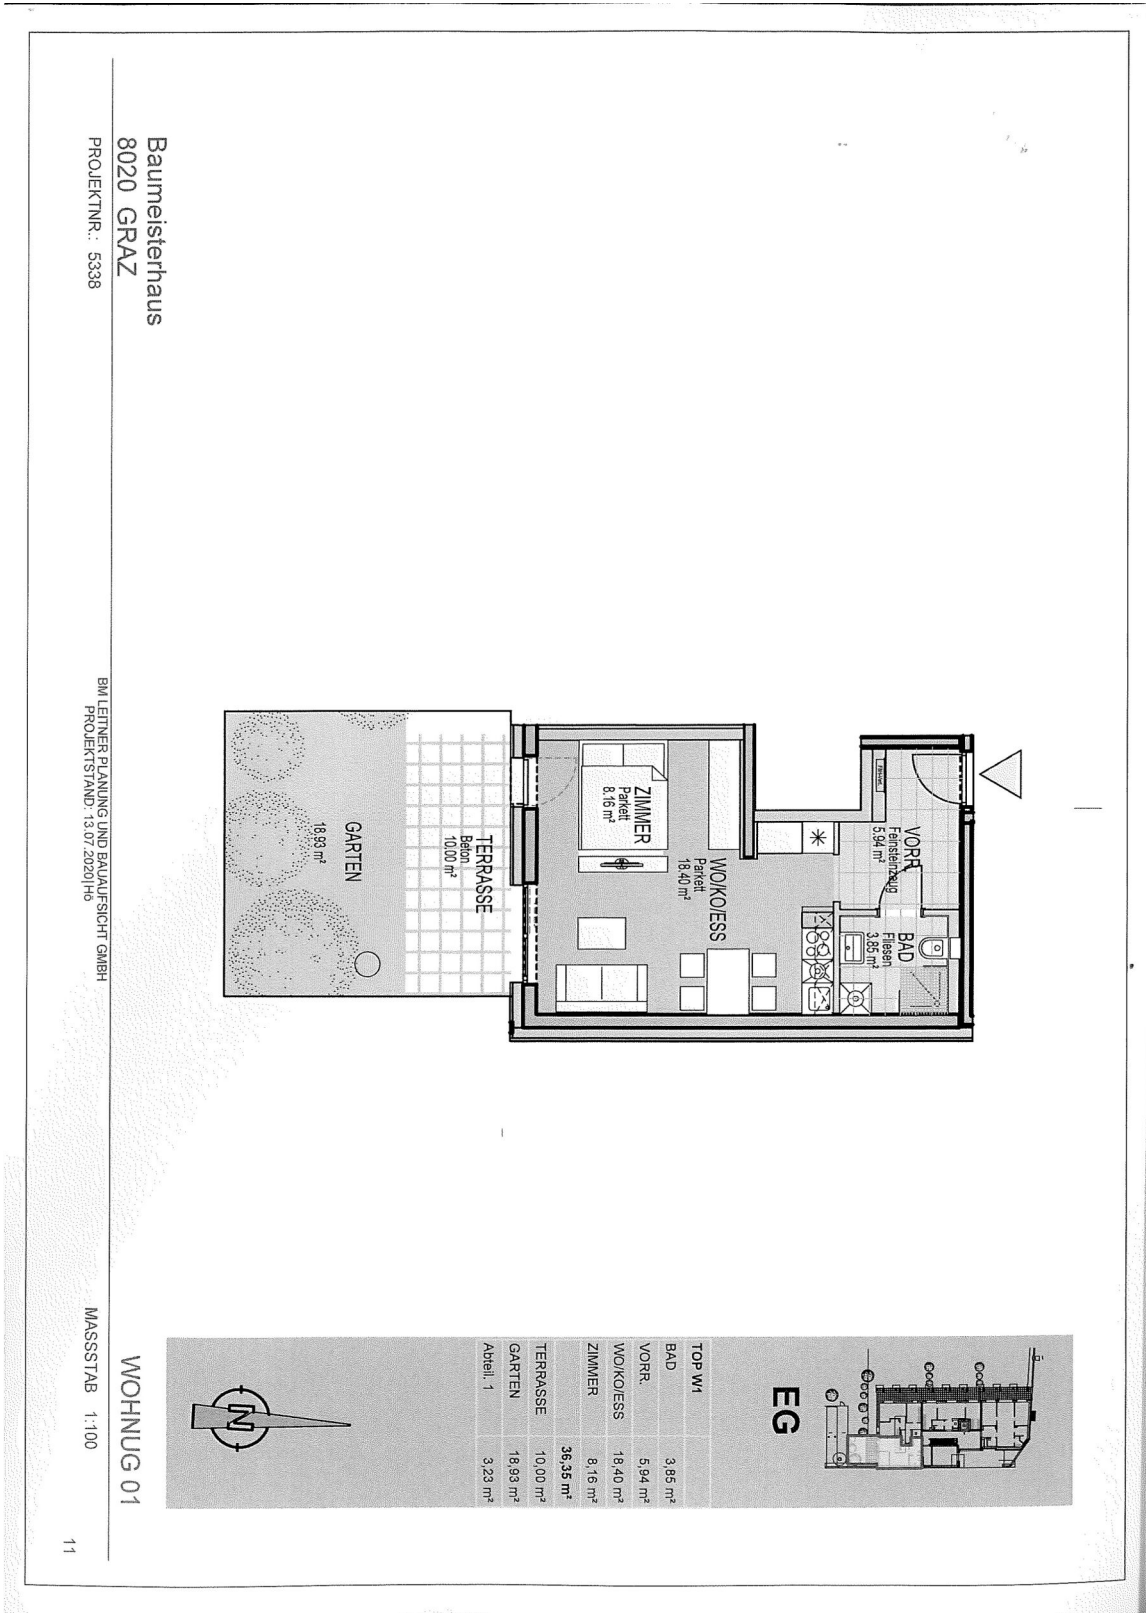 Baumeisterhaus
8020 GRAZ
PROJEKTNR.: 5338
VORR.
Feinsteinzeug
5.94 m²
BAD
Fliesen
3.85 m²
WO/KO/ESS
Parkett
18.40 m²
ZIMMER
Parkett
8.16 m²
TERRASSE
Beton
10,00 m²
GARTEN
18,93 m²
EG
TOP W1
BAD 3,85 m²
VORR. 5,94 m²
WO/KO/ESS 18,40 m²
ZIMMER 8,16 m²
36,35 m²
TERRASSE 10,00 m²
GARTEN 18,93 m²
Abteil. 1 3,23 m²
N
BM LEITNER PLANUNG UND BAUAUFSICHT GMBH
PROJEKTSTAND: 13.07.2020|Hö
MASSSTAB 1:100
WOHNUG 01
11